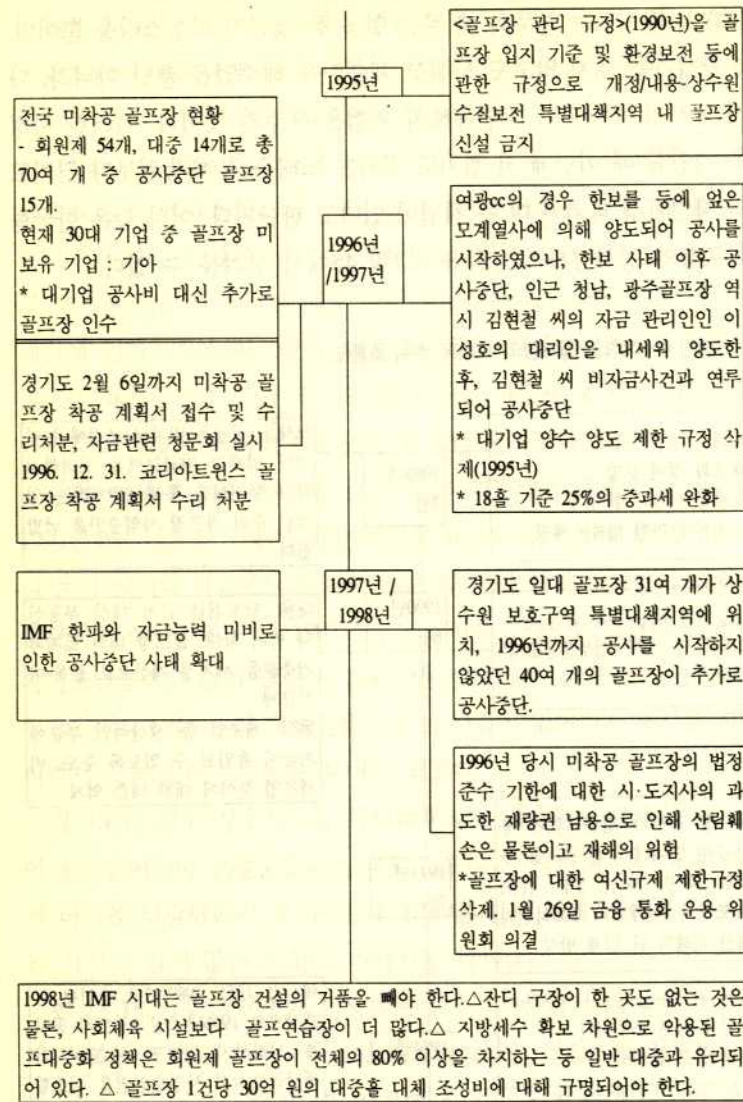 <골프장 관리 규정>(1990년)을 골
프장 입지 기준 및 환경보전 등에
관한 규정으로 개정/내용-상수원
수질보전 특별대책지역 내 골프장
신설 금지
1995년
전국 미착공 골프장 현황
- 회원제 54개, 대중 14개로 총
70여 개 중 공사중단 골프장
15개.
현재 30대 기업 중 골프장 미
보유 기업 : 기아
* 대기업 공사비 대신 추가로
골프장 인수
1996년
/1997년
여광cc의 경우 한보를 등에 엎은
모계열사에 의해 양도되어 공사를
시작하였으나, 한보 사태 이후 공
사중단, 인근 청남, 광주골프장 역
시 김현철 씨의 자금 관리인인 이
성호의 대리인을 내세워 양도한
후, 김현철 씨 비자금사건과 연루
되어 공사중단
* 대기업 양수 양도 제한 규정 삭
제(1995년)
* 18홀 기준 25%의 중과세 완화
경기도 2월 6일까지 미착공 골
프장 착공 계획서 접수 및 수
리처분, 자금관련 청문회 실시
1996. 12. 31. 코리아트윈스 골
프장 착공 계획서 수리 처분
1997년 /
1998년
IMF 한파와 자금능력 미비로
인한 공사중단 사태 확대
경기도 일대 골프장 31여 개가 상
수원 보호구역 특별대책지역에 위
치, 1996년까지 공사를 시작하지
않았던 40여 개의 골프장이 추가로
공사중단.
1996년 당시 미착공 골프장의 법정
준수 기한에 대한 시·도지사의 과
도한 재량권 남용으로 인해 산림훼
손은 물론이고 재해의 위험
*골프장에 대한 여신규제 제한규정
삭제. 1월 26일 금융 통화 운용 위
원회 의결
1998년 IMF 시대는 골프장 건설의 거품을 빼야 한다.△잔디 구장이 한 곳도 없는 것은
물론, 사회체육 시설보다 골프연습장이 더 많다.△ 지방세수 확보 차원으로 악용된 골
프대중화 정책은 회원제 골프장이 전체의 80% 이상을 차지하는 등 일반 대중과 유리되
어 있다. △ 골프장 1건당 30억 원의 대중홀 대체 조성비에 대해 규명되어야 한다.